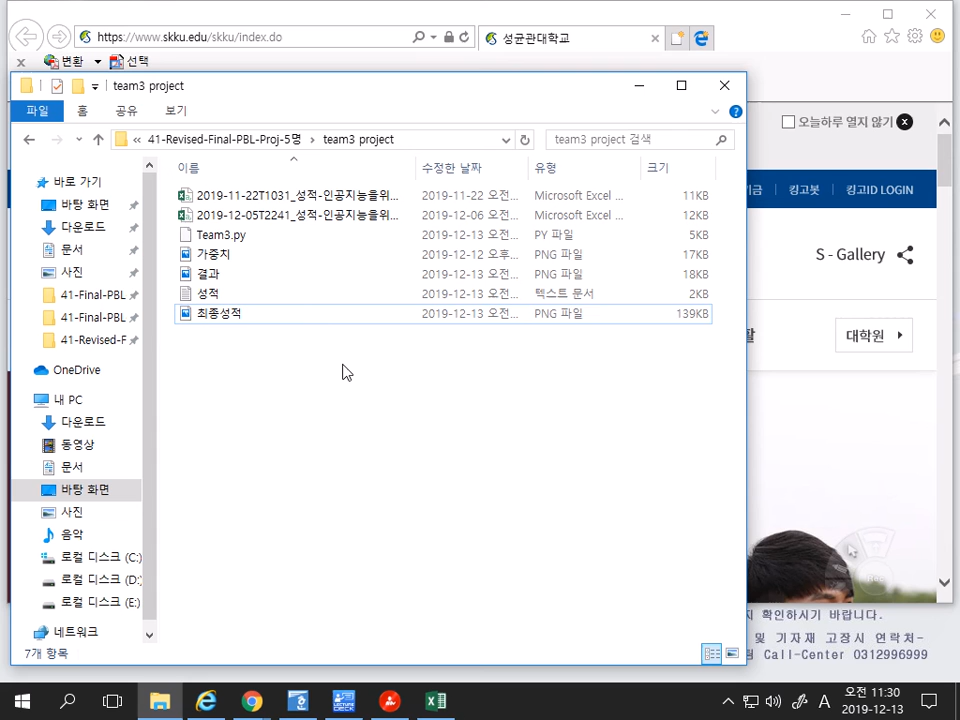 https://www.skku.edu/skku/index.do
성균관대학교
변환
선택
team3 project
파일
홈
공유
보기
41-Revised-Final-PBL-Proj-5명
team3 project
team3 project 검색
오늘하루 열지 않기
이름
수정한 날짜
유형
크기
2019-11-22T1031_성적-인공지능을위...
2019-11-22 오전...
Microsoft Excel ...
11KB
2019-12-05T2241_성적-인공지능을위...
2019-12-06 오전...
Microsoft Excel ...
12KB
Team3.py
2019-12-13 오전...
PY 파일
5KB
가중치
2019-12-12 오후...
PNG 파일
17KB
결과
2019-12-13 오전...
PNG 파일
18KB
성적
2019-12-13 오전...
텍스트 문서
2KB
최종성적
2019-12-13 오전...
PNG 파일
139KB
바로 가기
바탕 화면
다운로드
문서
사진
41-Final-PBL
41-Final-PBL
41-Revised-F
OneDrive
내 PC
다운로드
동영상
문서
바탕 화면
사진
음악
로컬 디스크 (C:)
로컬 디스크 (D:)
로컬 디스크 (E:)
네트워크
7개 항목
킹고봇
킹고ID LOGIN
S - Gallery
대학원
확인하시기 바랍니다.
및 기자재 고장시 연락처-
Call-Center 0312996999
A
오전 11:30
2019-12-13